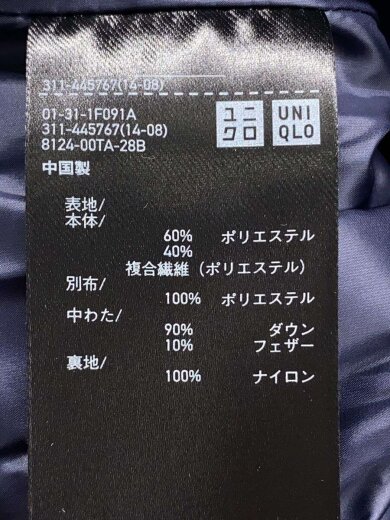 311-445767(14-08)
01-31-1F091A
311-445767(14-08)
8124-00TA-28B
ユニ
クロ
UNI
QLO
中国製
表地/
本体/
60% ポリエステル
40%
複合繊維(ポリエステル)
別布/
100% ポリエステル
中わた/
90% ダウン
10% フェザー
裏地/
100% ナイロン